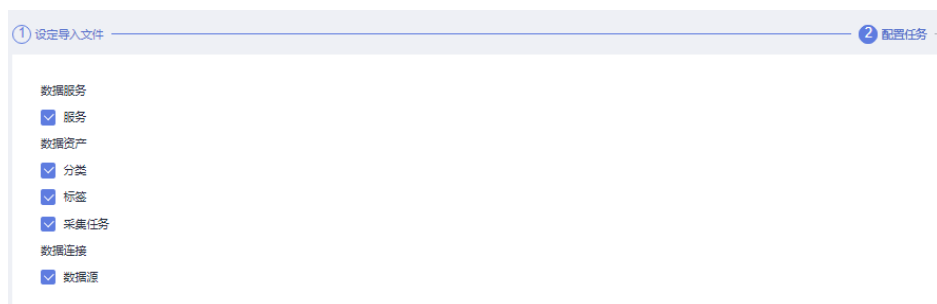 1 设定导入文件 2 配置任务
数据服务
服务
数据资产
分类
标签
采集任务
数据连接
数据源